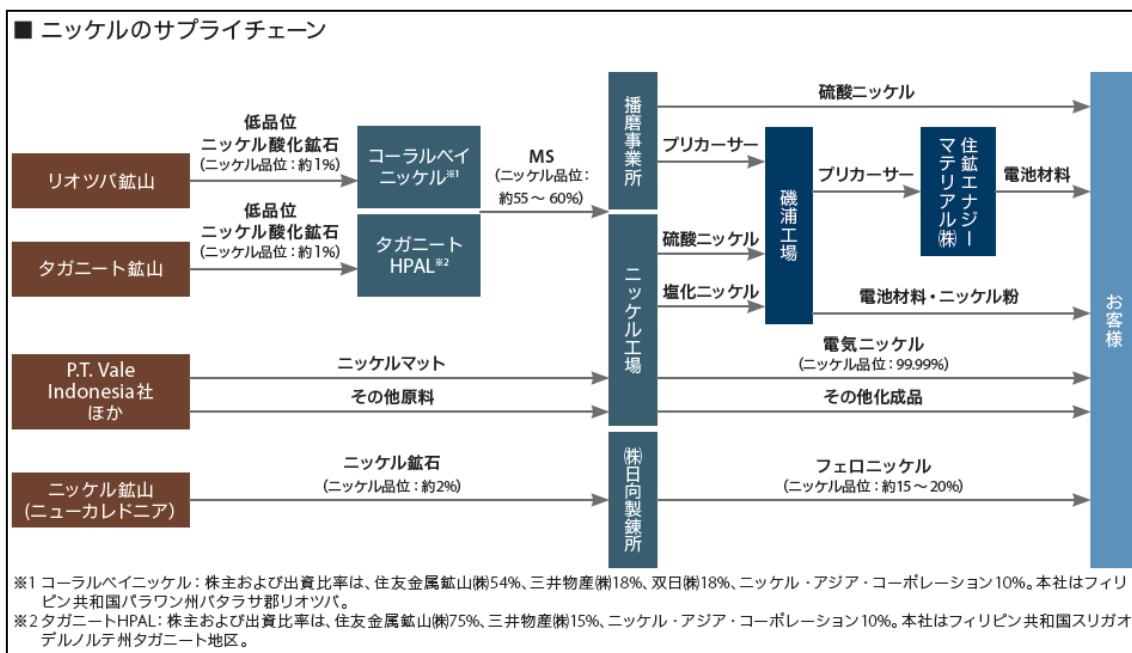 ■ ニッケルのサプライチェーン
リオツバ鉱山
低品位
ニッケル酸化鉱石
(ニッケル品位：約1%)
コーラルベイ
ニッケル※1
タガニート鉱山
低品位
ニッケル酸化鉱石
(ニッケル品位：約1%)
タガニート
HPAL※2
MS
(ニッケル品位：
約55～60%)
P.T. Vale
Indonesia社
ほか
ニッケルマット
その他原料
ニッケル鉱山
(ニューカレドニア)
ニッケル鉱石
(ニッケル品位：約2%)
播磨事業所
ニッケル工場
㈱日向製錬所
硫酸ニッケル
プリカーサー
硫酸ニッケル
塩化ニッケル
磯浦工場
プリカーサー
住鉱エナジー
マテリアル㈱
電池材料
電池材料・ニッケル粉
電気ニッケル
(ニッケル品位：99.99%)
その他化成品
フェロニッケル
(ニッケル品位：約15～20%)
お客様
※1 コーラルベイニッケル：株主および出資比率は、住友金属鉱山㈱54%、三井物産㈱18%、双日㈱18%、ニッケル・アジア・コーポレーション10%。本社はフィリ
ピン共和国パラワン州バタラサ郡リオツバ。
※2 タガニートHPAL：株主および出資比率は、住友金属鉱山㈱75%、三井物産㈱15%、ニッケル・アジア・コーポレーション10%。本社はフィリピン共和国スリガオ
デルノルテ州タガニート地区。